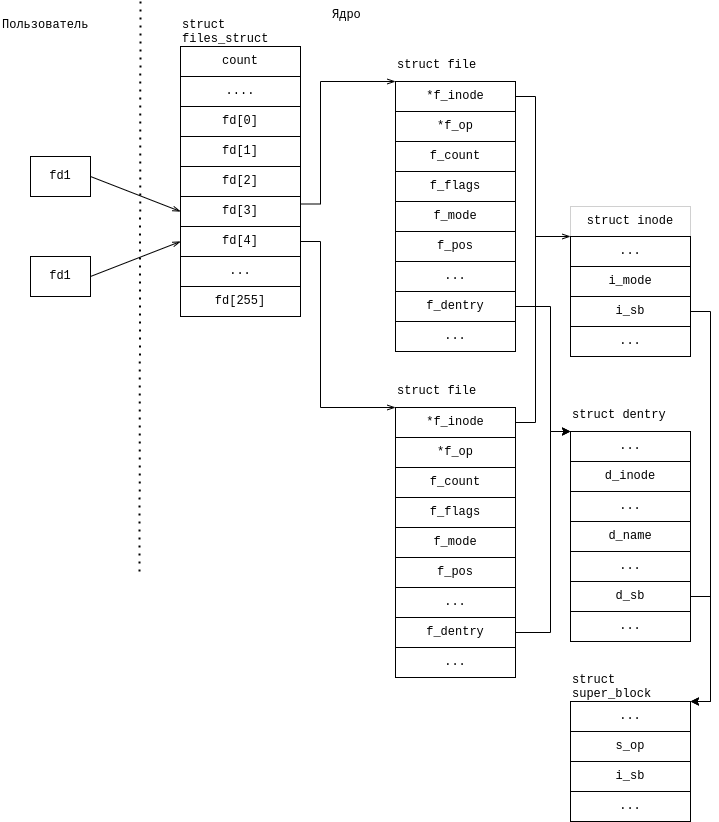 Пользователь
Ядро
struct
files_struct
count
....
fd[0]
fd[1]
fd[2]
fd[3]
fd[4]
...
fd[255]
fd1
fd1
struct file
*f_inode
*f_op
f_count
f_flags
f_mode
f_pos
...
f_dentry
...
struct file
*f_inode
*f_op
f_count
f_flags
f_mode
f_pos
...
f_dentry
...
struct inode
...
i_mode
i_sb
...
struct dentry
...
d_inode
...
d_name
...
d_sb
...
struct
super_block
...
s_op
i_sb
...